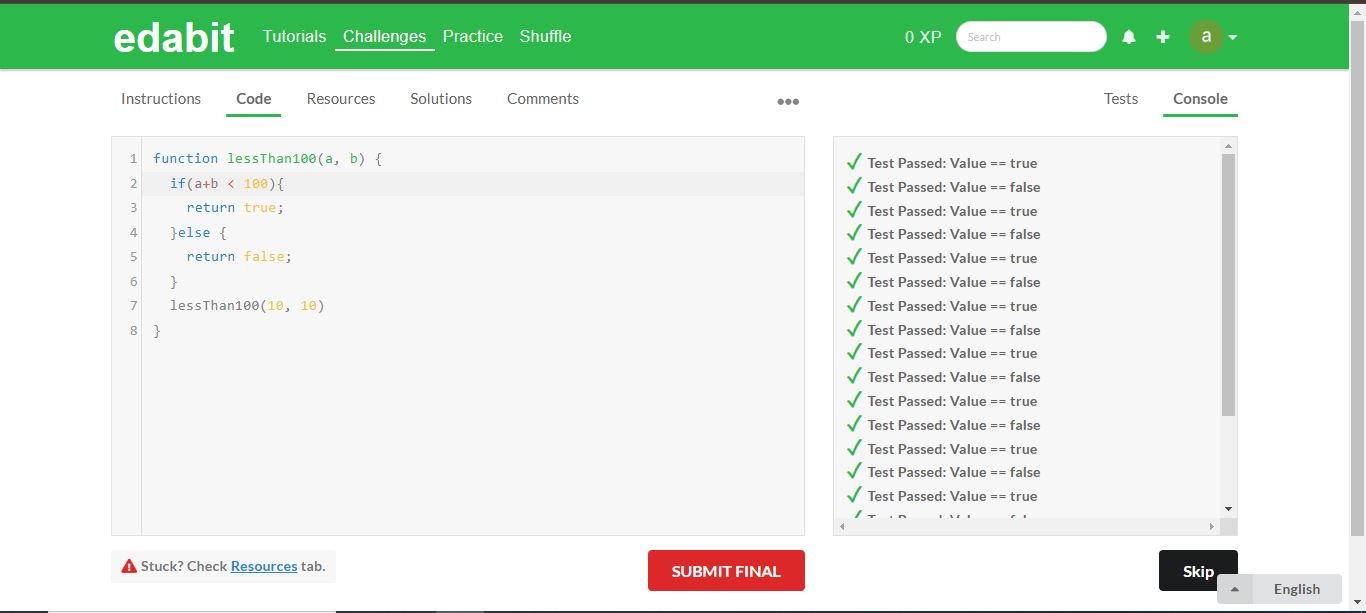 edabit Tutorials Challenges Practice Shuffle 0 XP Search a
Instructions Code Resources Solutions Comments ••• Tests Console
1 function lessThan100(a, b) {
2 if(a+b < 100){
3 return true;
4 }else {
5 return false;
6 }
7 lessThan100(10, 10)
8 }
✓ Test Passed: Value == true
✓ Test Passed: Value == false
✓ Test Passed: Value == true
✓ Test Passed: Value == false
✓ Test Passed: Value == true
✓ Test Passed: Value == false
✓ Test Passed: Value == true
✓ Test Passed: Value == false
✓ Test Passed: Value == true
✓ Test Passed: Value == false
✓ Test Passed: Value == true
✓ Test Passed: Value == false
✓ Test Passed: Value == true
✓ Test Passed: Value == false
✓ Test Passed: Value == true
Stuck? Check Resources tab. SUBMIT FINAL Skip
English